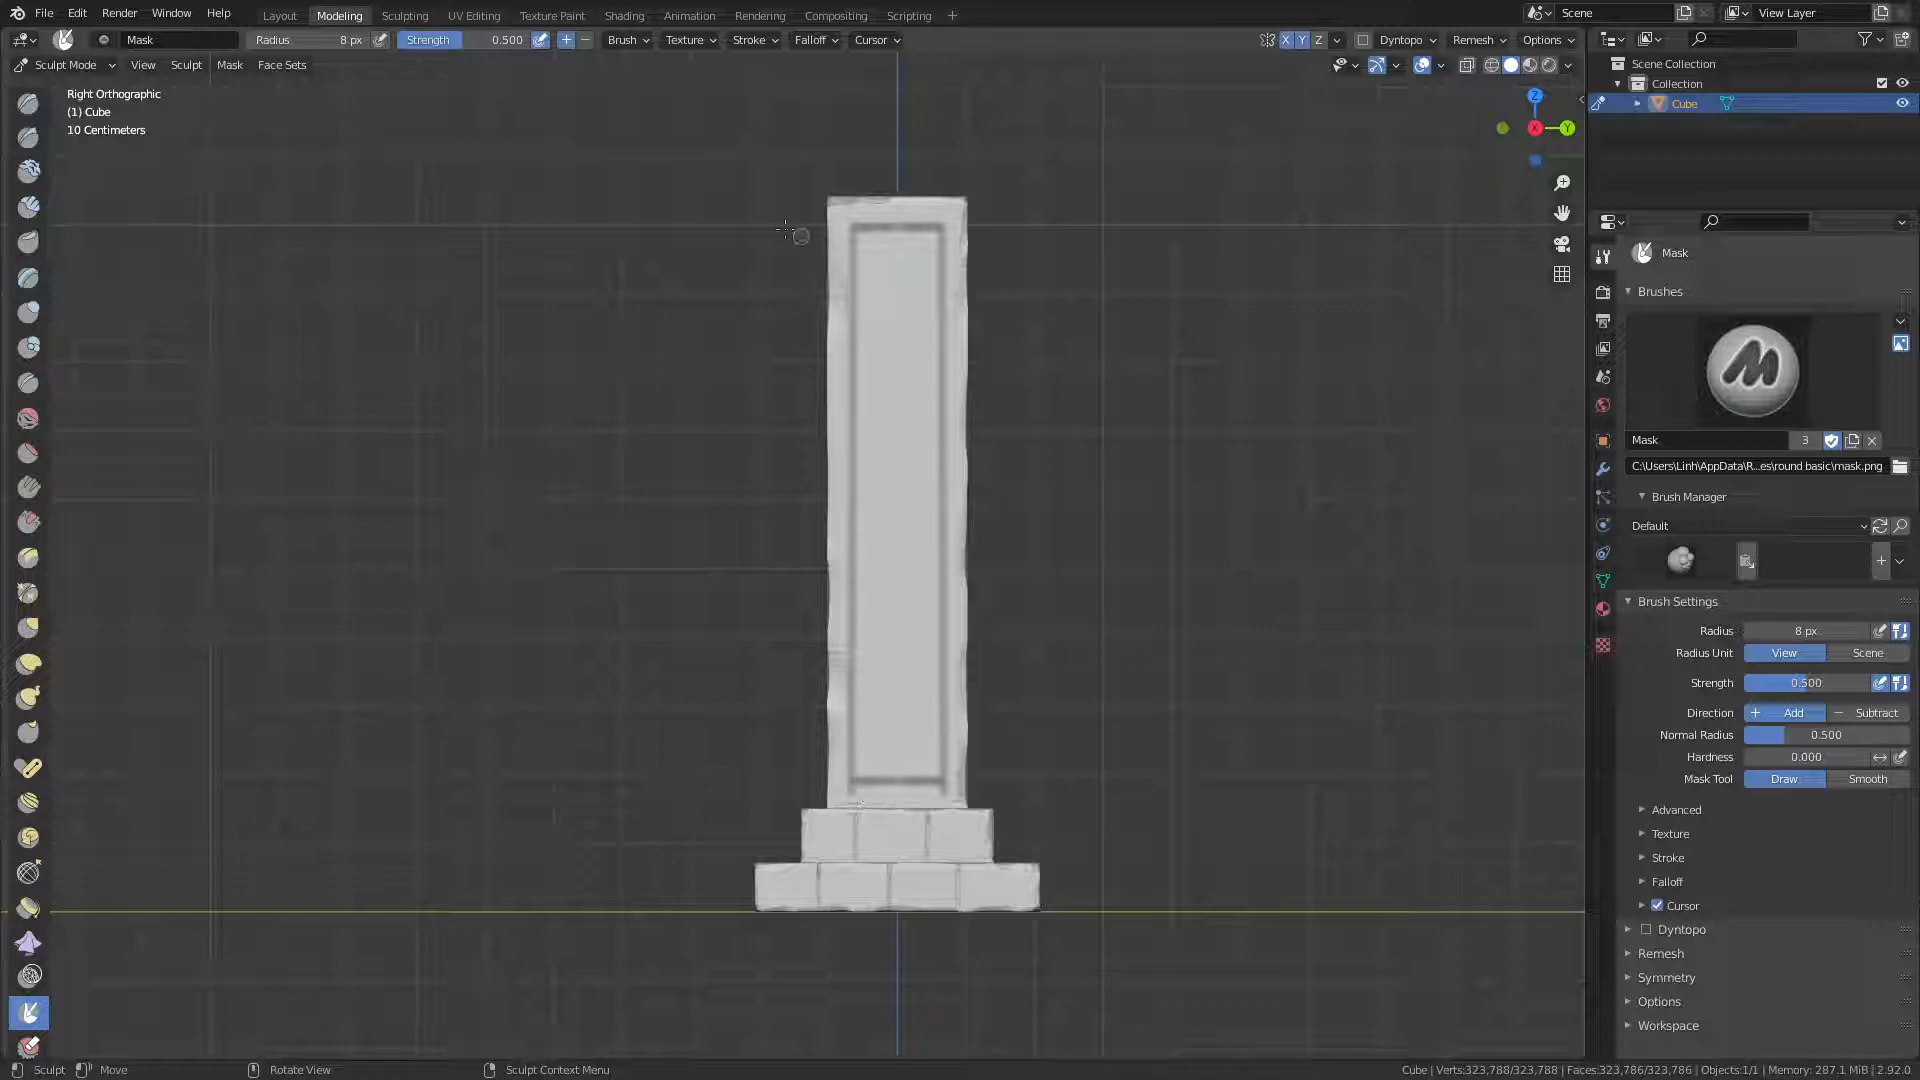 File Edit Render Window Help
Layout Modeling Sculpting UV Editing Texture Paint Shading Animation Rendering Compositing Scripting +
Scene
View Layer
Mask
Radius 8 px
Strength 0.500
Brush Texture Stroke Falloff Cursor
X Y Z
Dyntopo Remesh Options
Sculpt Mode View Sculpt Mask Face Sets
Right Orthographic
(1) Cube
10 Centimeters
Z
X
Y
Scene Collection
Collection
Cube
Mask
Brushes
Mask 3
C:\Users\Linh\AppData\R...es\round basic\mask.png
Brush Manager
Default
Brush Settings
Radius 8 px
Radius Unit View Scene
Strength 0.500
Direction + Add − Subtract
Normal Radius 0.500
Hardness 0.000
Mask Tool Draw Smooth
Advanced
Texture
Stroke
Falloff
Cursor
Dyntopo
Remesh
Symmetry
Options
Workspace
Sculpt Move Rotate View Sculpt Context Menu
Cube | Verts:323,788/323,788 | Faces:323,786/323,786 | Objects:1/1 | Memory: 287.1 MiB | 2.92.0